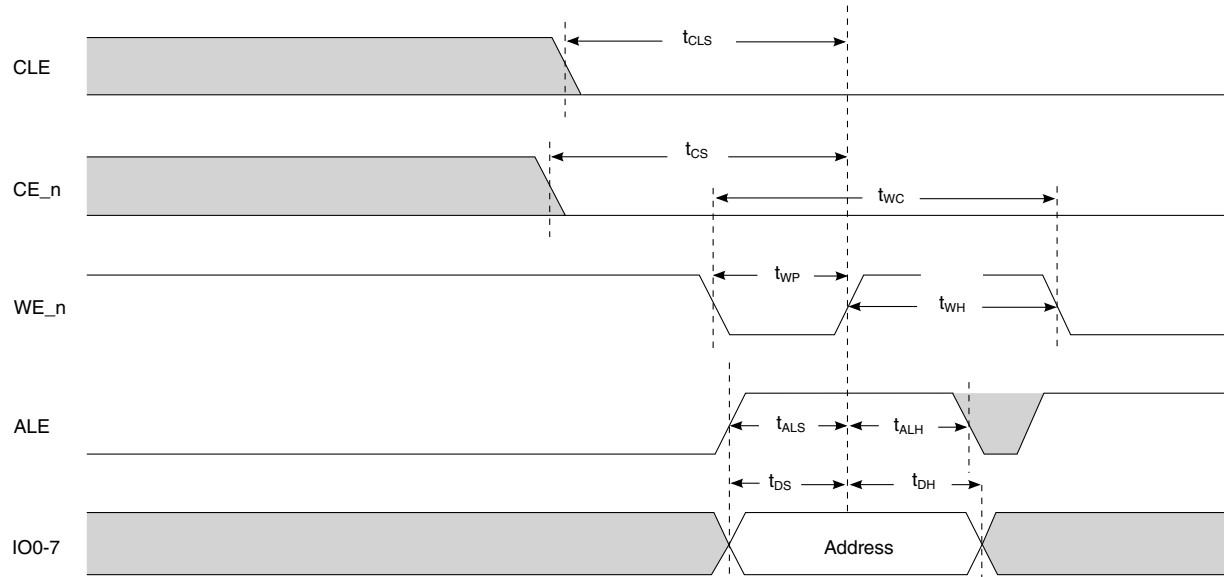 CLE
tCLS
CE_n
tCS
tWC
WE_n
tWP
tWH
ALE
tALS
tALH
tDS
tDH
IO0-7
Address